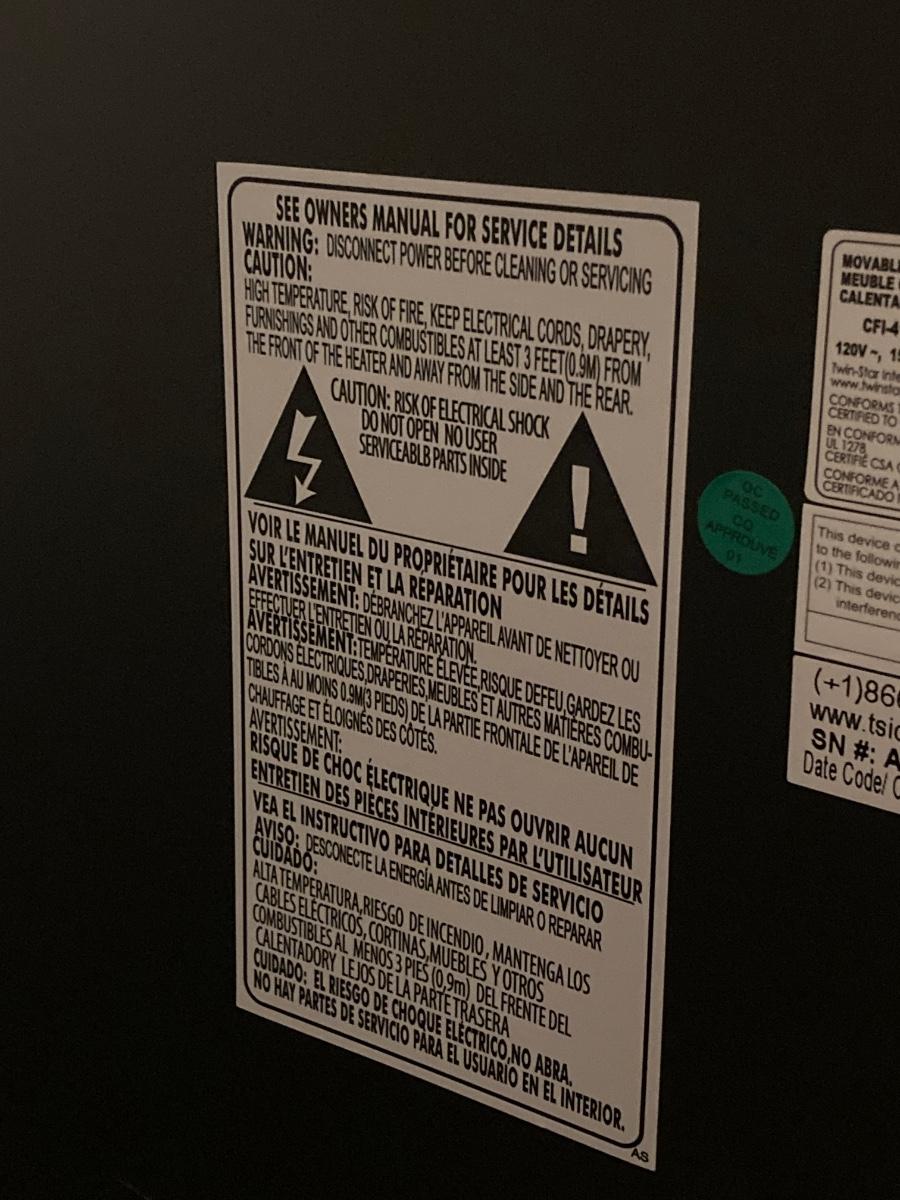 SEE OWNERS MANUAL FOR SERVICE DETAILS
WARNING: DISCONNECT POWER BEFORE CLEANING OR SERVICING
CAUTION:
HIGH TEMPERATURE, RISK OF FIRE, KEEP ELECTRICAL CORDS, DRAPERY,
FURNISHINGS AND OTHER COMBUSTIBLES AT LEAST 3 FEET(0.9M) FROM
THE FRONT OF THE HEATER AND AWAY FROM THE SIDE AND THE REAR.
CAUTION: RISK OF ELECTRICAL SHOCK
DO NOT OPEN NO USER
SERVICEABLB PARTS INSIDE
!
VOIR LE MANUEL DU PROPRIÉTAIRE POUR LES DÉTAILS
SUR L'ENTRETIEN ET LA REPARATION
AVERTISSEMENT: DÉBRANCHEZ L'APPAREIL AVANT DE NETTOYER OU
EFFECTUER L'ENTRETIEN OU LA RÉPARATION.
AVERTISSEMENT:TEMPÉRATURE ÉLEVÉE,RISQUE DEFEU,GARDEZ LES
CORDONS ÉLECTRIQUES,DRAPERIES,MEUBLES ET AUTRES MATIÈRES COMBU-
TIBLES À AU MOINS 0.9M(3 PIEDS) DE LA PARTIE FRONTALE DE L'APAREIL DE
CHAUFFAGE ET ÉLOIGNÉS DES CÔTÉS.
AVERTISSEMENT:
RISQUE DE CHOC ÉLECTRIQUE NE PAS OUVRIR AUCUN
ENTRETIEN DES PIÈCES INTÉRIEURES PAR L'UTILISATEUR
VEA EL INSTRUCTIVO PARA DETALLES DE SERVICIO
AVISO: DESCONECTE LA ENERGÍA ANTES DE LIMPIAR O REPARAR
CUIDADO:
ALTA TEMPERATURA,RIESGO DE INCENDIO, MANTENGA LOS
CABLES ELÉCTRICOS, CORTINAS,MUEBLES Y OTROS
COMBUSTIBLES AL MENOS 3 PIES (0,9m) DEL FRENTE DEL
CALENTADORY LEJOS DE LA PARTE TRASERA
CUIDADO: EL RIESGO DE CHOQUE ELÉCTRICO,NO ABRA.
NO HAY PARTES DE SERVICIO PARA EL USUARIO EN EL INTERIOR.
AS
QC
PASSED
CQ
APPROUVÉ
01
MOVABL
MEUBLE
CALENTA
CFI-4
120V~, 1
Twin-Star Inte
www.twinsta
CONFORMS
CERTIFIED TO
EN CONFORM
UL 1278
CERTIFIÉ CSA
CONFORME A
CERTIFICADO
This device
to the followin
(1) This devic
(2) This devic
interferenc
(+1)86
www.tsi
SN #: A
Date Code/